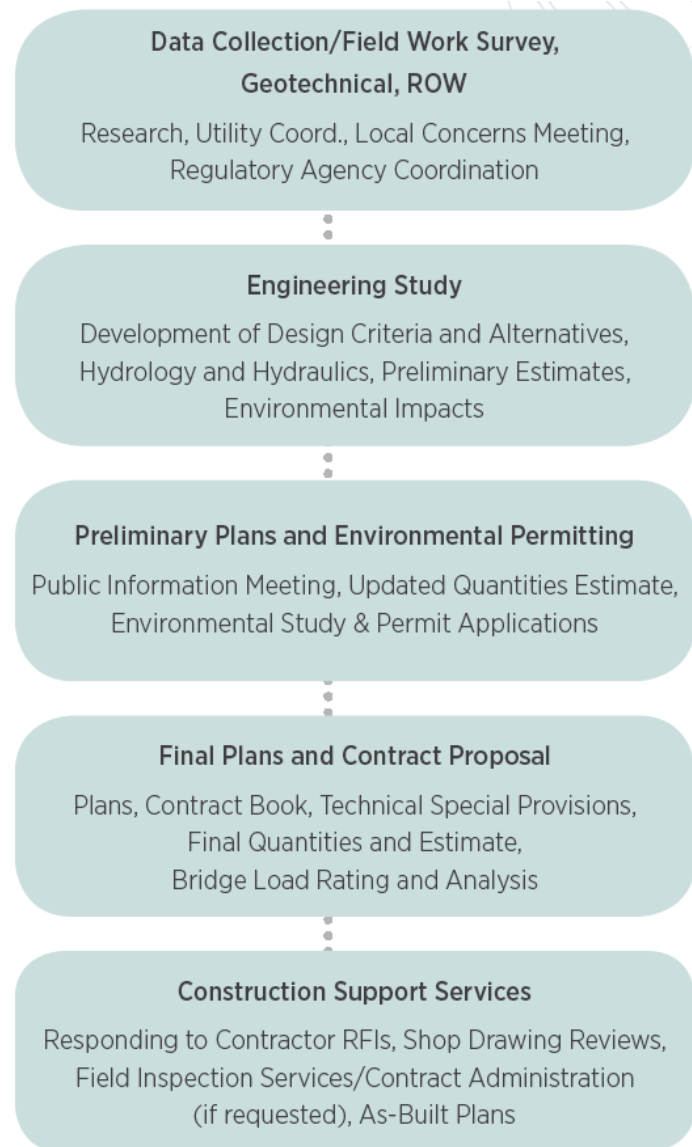 Data Collection/Field Work Survey,
Geotechnical, ROW
Research, Utility Coord., Local Concerns Meeting,
Regulatory Agency Coordination
Engineering Study
Development of Design Criteria and Alternatives,
Hydrology and Hydraulics, Preliminary Estimates,
Environmental Impacts
Preliminary Plans and Environmental Permitting
Public Information Meeting, Updated Quantities Estimate,
Environmental Study & Permit Applications
Final Plans and Contract Proposal
Plans, Contract Book, Technical Special Provisions,
Final Quantities and Estimate,
Bridge Load Rating and Analysis
Construction Support Services
Responding to Contractor RFIs, Shop Drawing Reviews,
Field Inspection Services/Contract Administration
(if requested), As-Built Plans